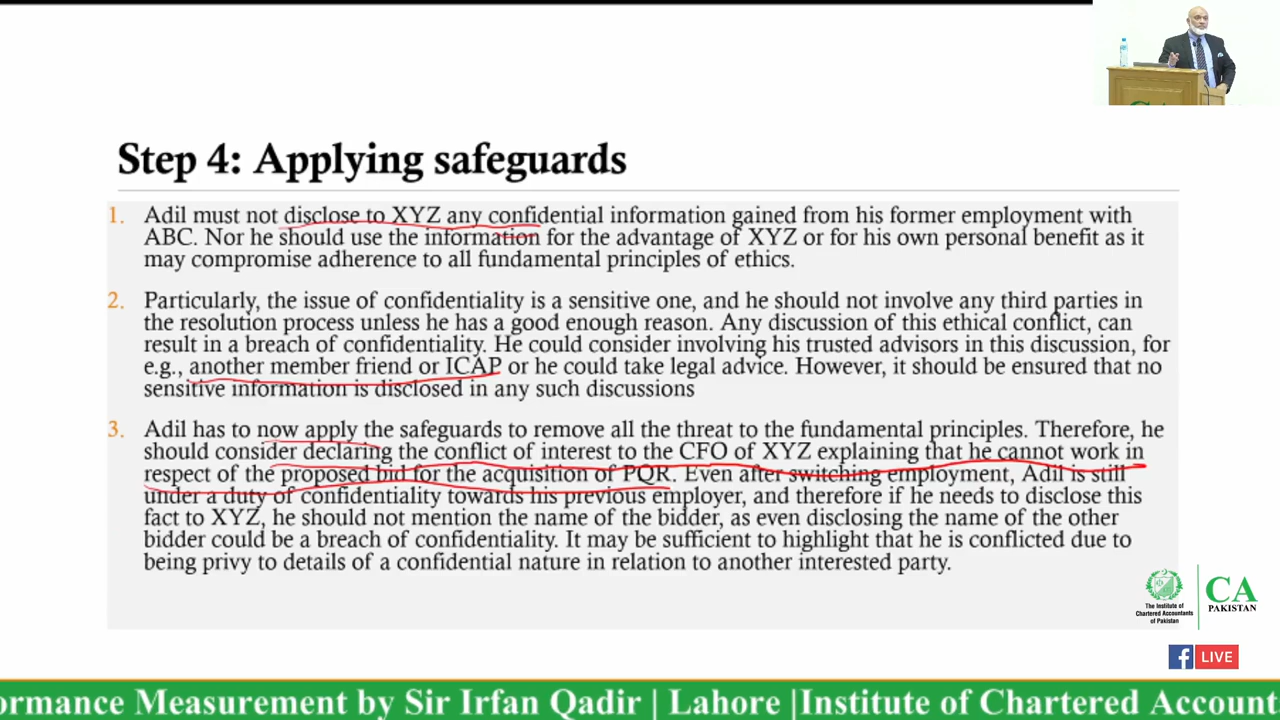 Step 4: Applying safeguards
1. Adil must not disclose to XYZ any confidential information gained from his former employment with
ABC. Nor he should use the information for the advantage of XYZ or for his own personal benefit as it
may compromise adherence to all fundamental principles of ethics.
2. Particularly, the issue of confidentiality is a sensitive one, and he should not involve any third parties in
the resolution process unless he has a good enough reason. Any discussion of this ethical conflict, can
result in a breach of confidentiality. He could consider involving his trusted advisors in this discussion, for
e.g., another member friend or ICAP or he could take legal advice. However, it should be ensured that no
sensitive information is disclosed in any such discussions
3. Adil has to now apply the safeguards to remove all the threat to the fundamental principles. Therefore, he
should consider declaring the conflict of interest to the CFO of XYZ explaining that he cannot work in
respect of the proposed bid for the acquisition of PQR. Even after switching employment, Adil is still
under a duty of confidentiality towards his previous employer, and therefore if he needs to disclose this
fact to XYZ, he should not mention the name of the bidder, as even disclosing the name of the other
bidder could be a breach of confidentiality. It may be sufficient to highlight that he is conflicted due to
being privy to details of a confidential nature in relation to another interested party.
The Institute of
Chartered Accountants
of Pakistan
CA
PAKISTAN
f LIVE
ormance Measurement by Sir Irfan Qadir | Lahore |Institute of Chartered Account